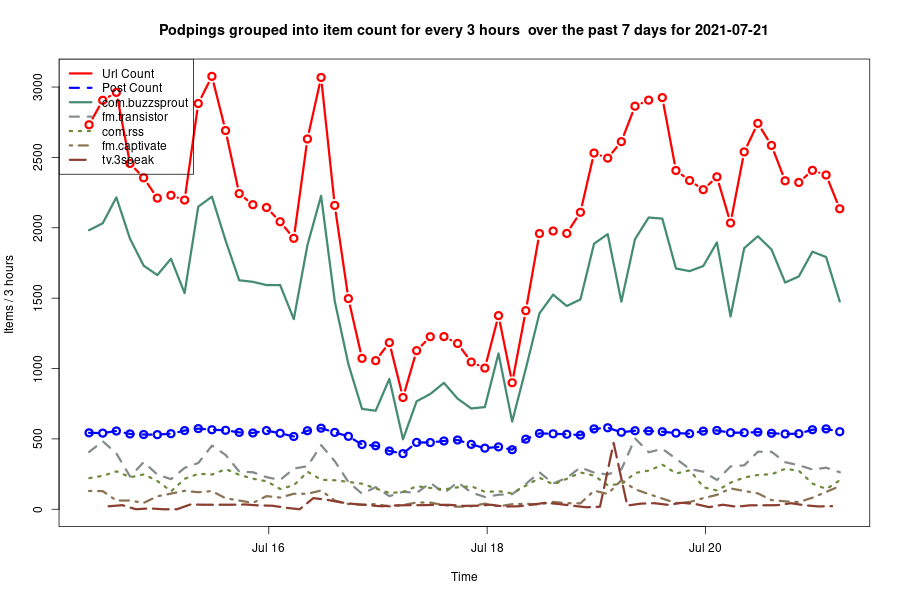 Podpings grouped into item count for every 3 hours  over the past 7 days for 2021-07-21
Url Count
Post Count
com.buzzsprout
fm.transistor
com.rss
fm.captivate
tv.3speak
3000
2500
2000
1500
1000
500
0
Items / 3 hours
Jul 16
Jul 18
Jul 20
Time